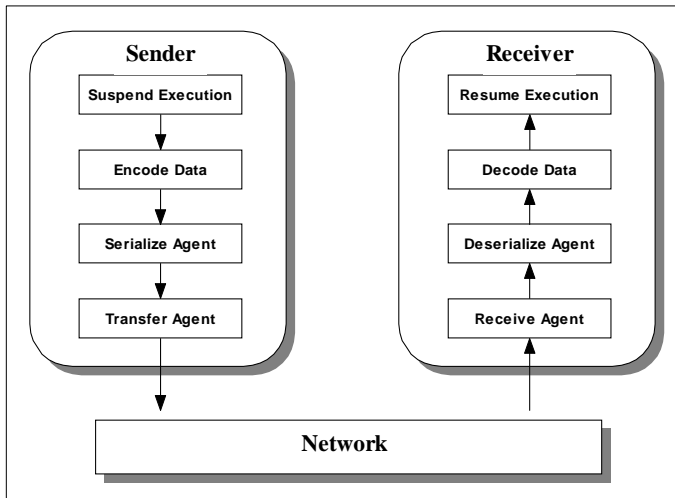 Sender
Suspend Execution
Encode Data
Serialize Agent
Transfer Agent
Receiver
Resume Execution
Decode Data
Deserialize Agent
Receive Agent
Network